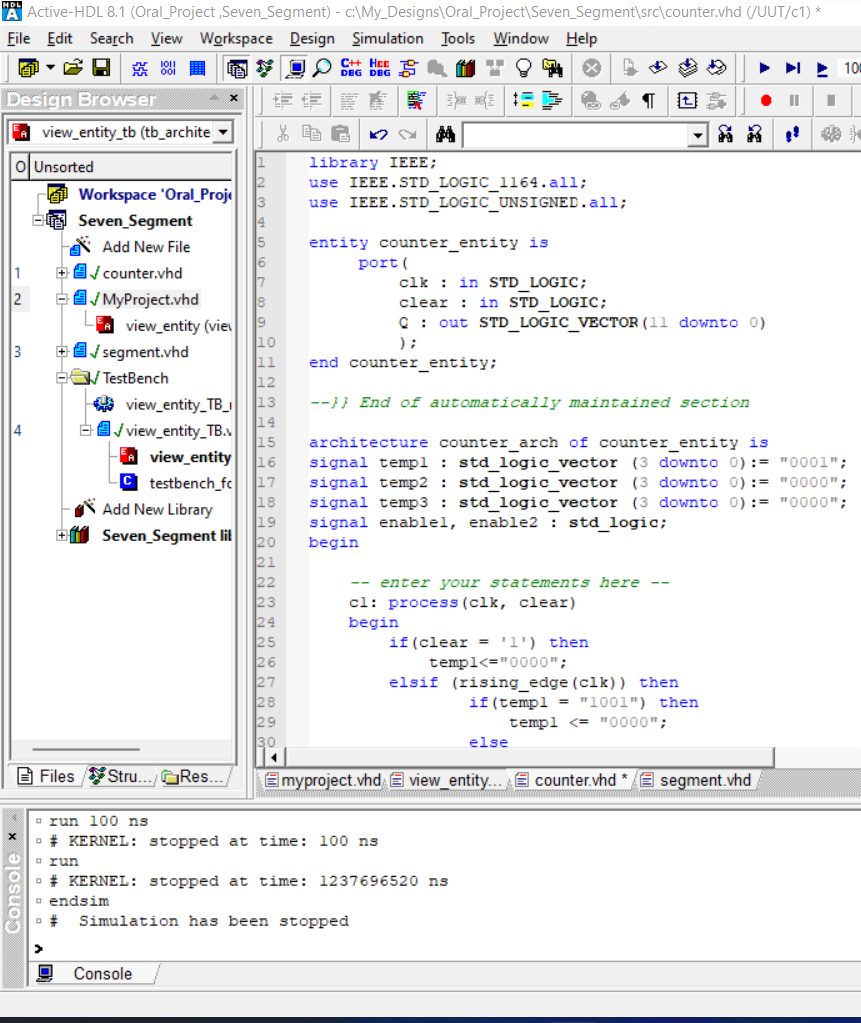 Active-HDL 8.1 (Oral_Project ,Seven_Segment) - c:\My_Designs\Oral_Project\Seven_Segment\src\counter.vhd (/UUT/c1) *
File Edit Search View Workspace Design Simulation Tools Window Help
C++ DBG HCC DBG 100
Design Browser
view_entity_tb (tb_archite
O Unsorted
Workspace 'Oral_Proje
Seven_Segment
Add New File
1 counter.vhd
2 MyProject.vhd
view_entity (view
3 segment.vhd
TestBench
view_entity_TB_r
4 view_entity_TB.v
view_entity
testbench_fo
Add New Library
Seven_Segment lib
Files Stru... Res...
1 library IEEE;
2 use IEEE.STD_LOGIC_1164.all;
3 use IEEE.STD_LOGIC_UNSIGNED.all;
4
5 entity counter_entity is
6 port(
7 clk : in STD_LOGIC;
8 clear : in STD_LOGIC;
9 Q : out STD_LOGIC_VECTOR(11 downto 0)
10 );
11 end counter_entity;
12
13 --}} End of automatically maintained section
14
15 architecture counter_arch of counter_entity is
16 signal temp1 : std_logic_vector (3 downto 0):= "0001";
17 signal temp2 : std_logic_vector (3 downto 0):= "0000";
18 signal temp3 : std_logic_vector (3 downto 0):= "0000";
19 signal enable1, enable2 : std_logic;
20 begin
21
22 -- enter your statements here --
23 c1: process(clk, clear)
24 begin
25 if(clear = '1') then
26 temp1<="0000";
27 elsif (rising_edge(clk)) then
28 if(temp1 = "1001") then
29 temp1 <= "0000";
30 else
myproject.vhd view_entity... counter.vhd * segment.vhd
run 100 ns
# KERNEL: stopped at time: 100 ns
run
# KERNEL: stopped at time: 1237696520 ns
endsim
# Simulation has been stopped
>
Console
Console